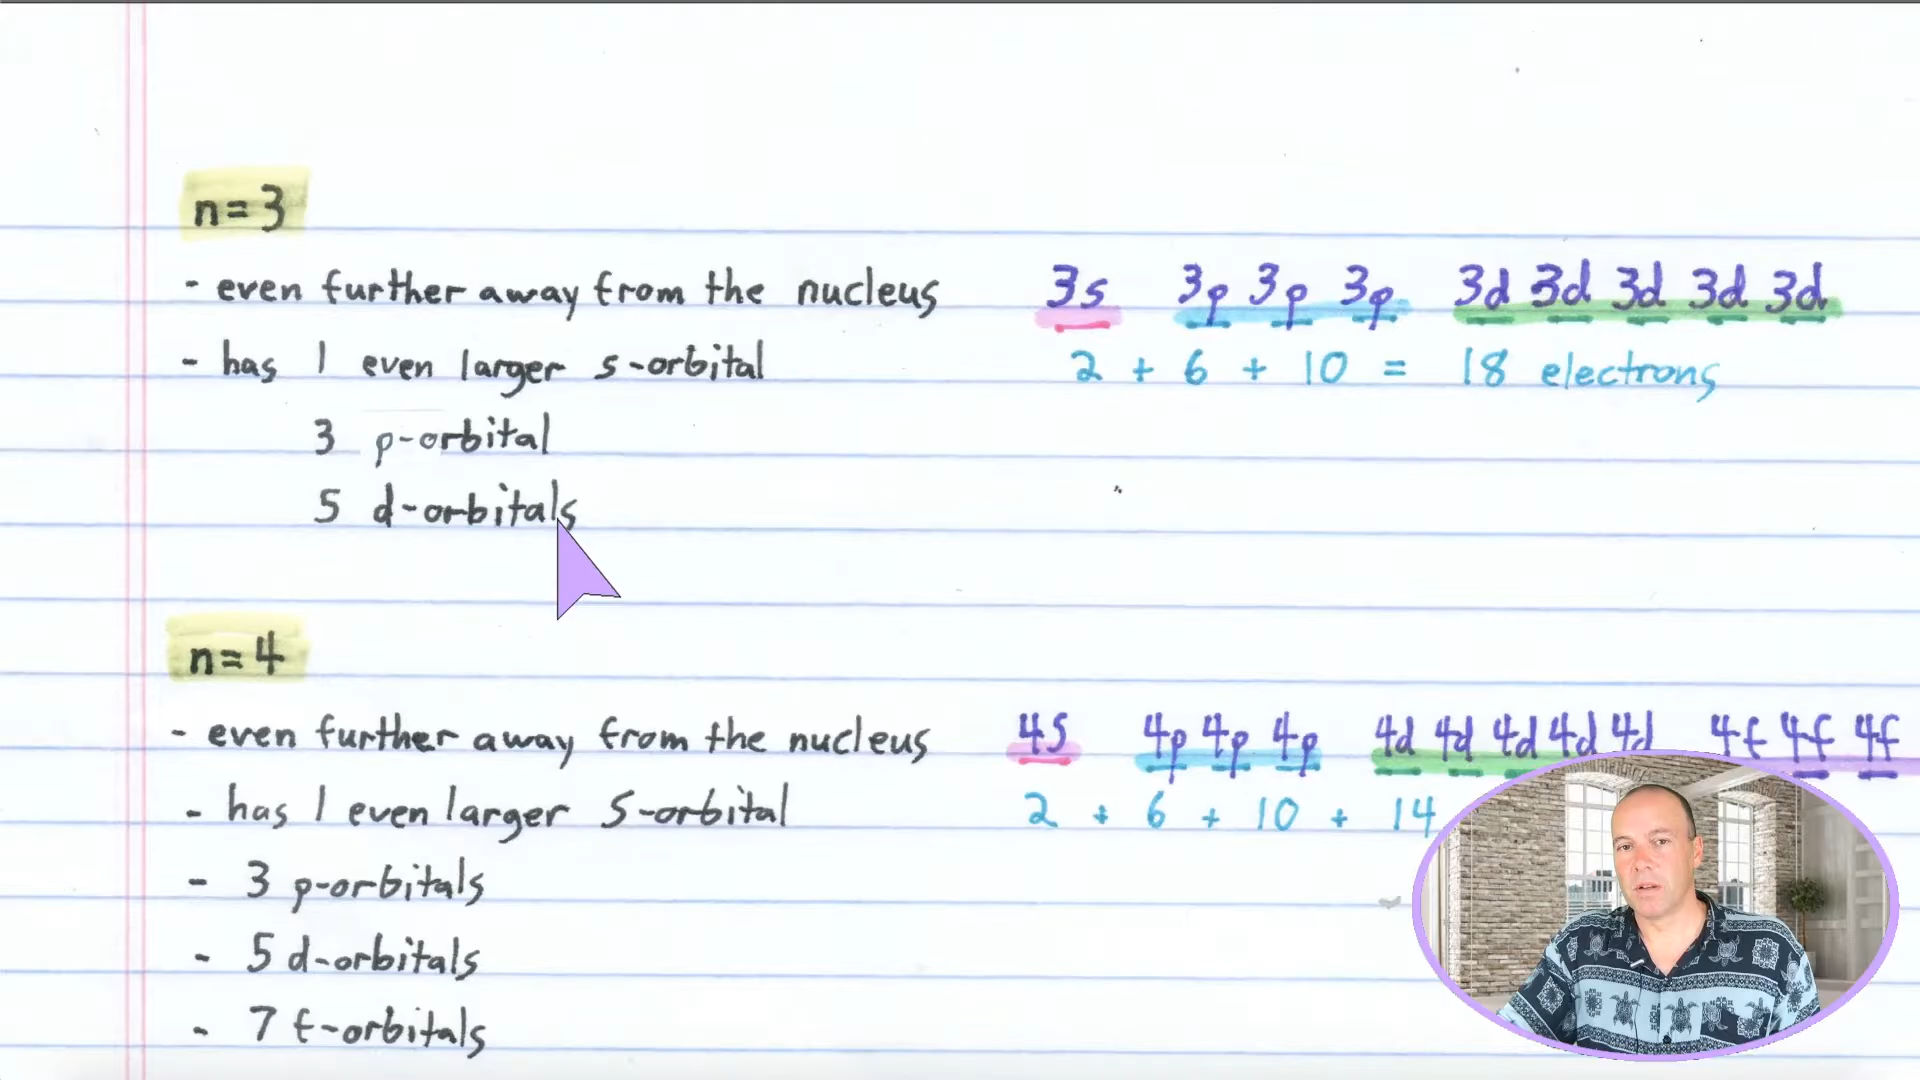 n=3
- even further away from the nucleus
3s 3p 3p 3p 3d 3d 3d 3d 3d
- has 1 even larger s-orbital
2 + 6 + 10 = 18 electrons
3 p-orbital
5 d-orbitals
n=4
- even further away from the nucleus
4s 4p 4p 4p 4d 4d 4d 4d 4d 4f 4f 4f
- has 1 even larger s-orbital
2 + 6 + 10 + 14
- 3 p-orbitals
- 5 d-orbitals
- 7 f-orbitals